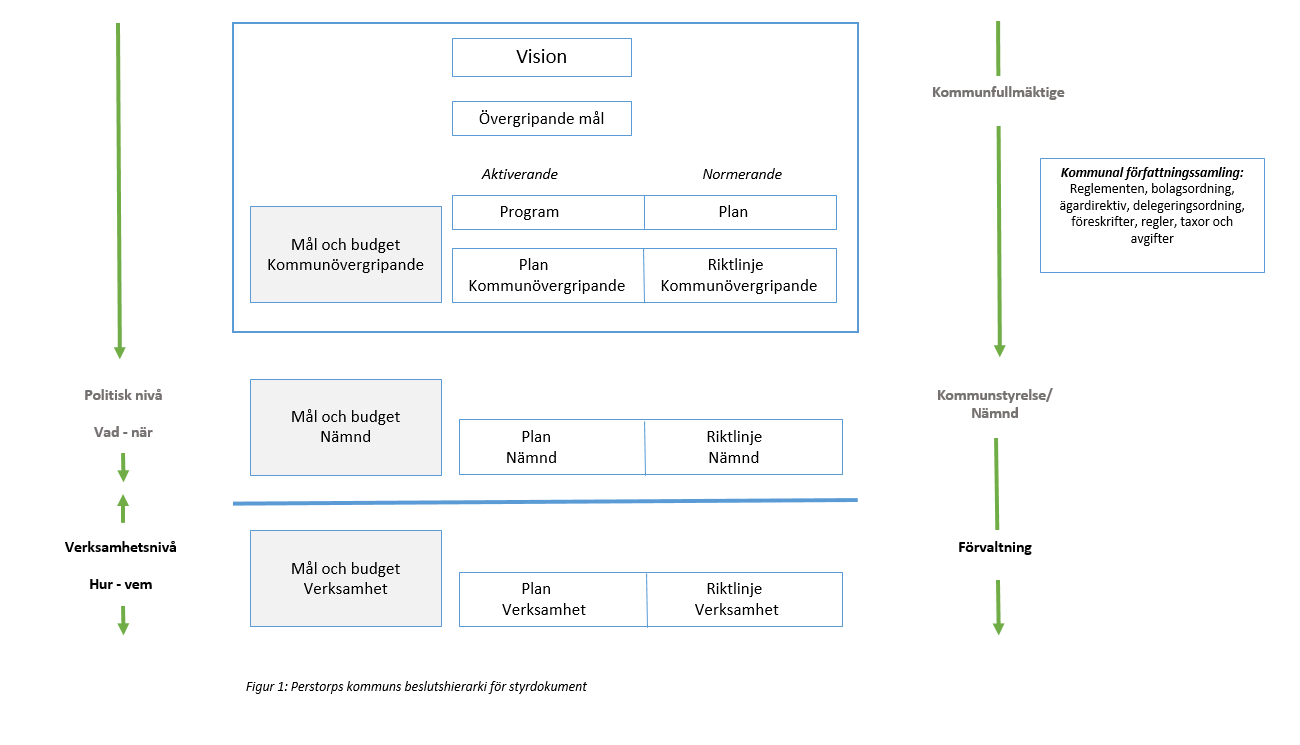 Vision
Övergripande mål
Kommunfullmäktige
Aktiverande
Normerande
Kommunal författningssamling:
Reglementen, bolagsordning,
ägardirektiv, delegeringsordning,
föreskrifter, regler, taxor och
avgifter
Program
Plan
Mål och budget
Kommunövergripande
Plan
Kommunövergripande
Riktlinje
Kommunövergripande
Politisk nivå
Vad - när
Mål och budget
Nämnd
Plan
Nämnd
Riktlinje
Nämnd
Kommunstyrelse/
Nämnd
Verksamhetsnivå
Hur - vem
Mål och budget
Verksamhet
Plan
Verksamhet
Riktlinje
Verksamhet
Förvaltning
Figur 1: Perstorps kommuns beslutshierarki för styrdokument